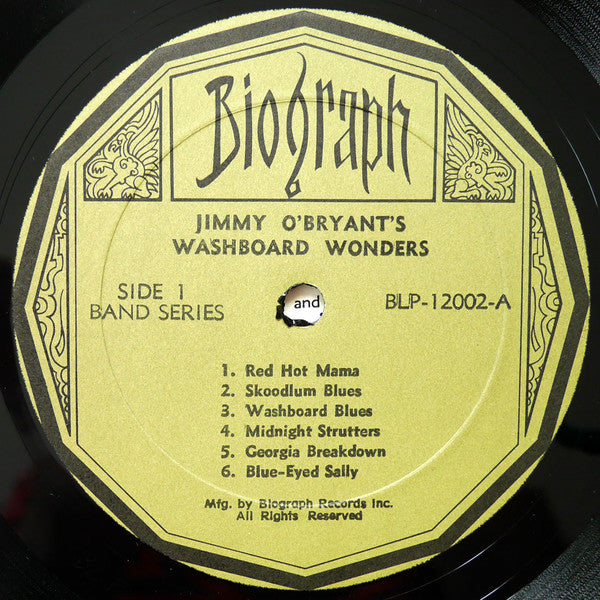 Biograph
JIMMY O'BRYANT'S
WASHBOARD WONDERS
SIDE 1
BAND SERIES
and
BLP-12002-A
1. Red Hot Mama
2. Skoodlum Blues
3. Washboard Blues
4. Midnight Strutters
5. Georgia Breakdown
6. Blue-Eyed Sally
Mfg. by Biograph Records Inc.
All Rights Reserved